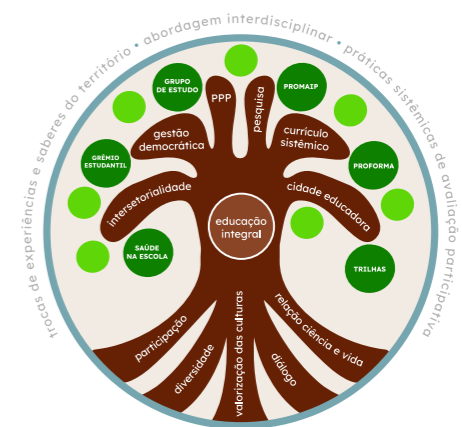 trocas de experiências e saberes do território • abordagem interdisciplinar • práticas sistêmicas de avaliação participativa
GRUPO
DE ESTUDO
PPP
pesquisa
PROMAIP
gestão
democrática
currículo
sistêmico
GRÊMIO
ESTUDANTIL
PROFORMA
intersetorialidade
cidade educadora
educação
integral
SAÚDE
NA ESCOLA
TRILHAS
participação
diversidade
valorização das culturas
diálogo
relação ciência e vida